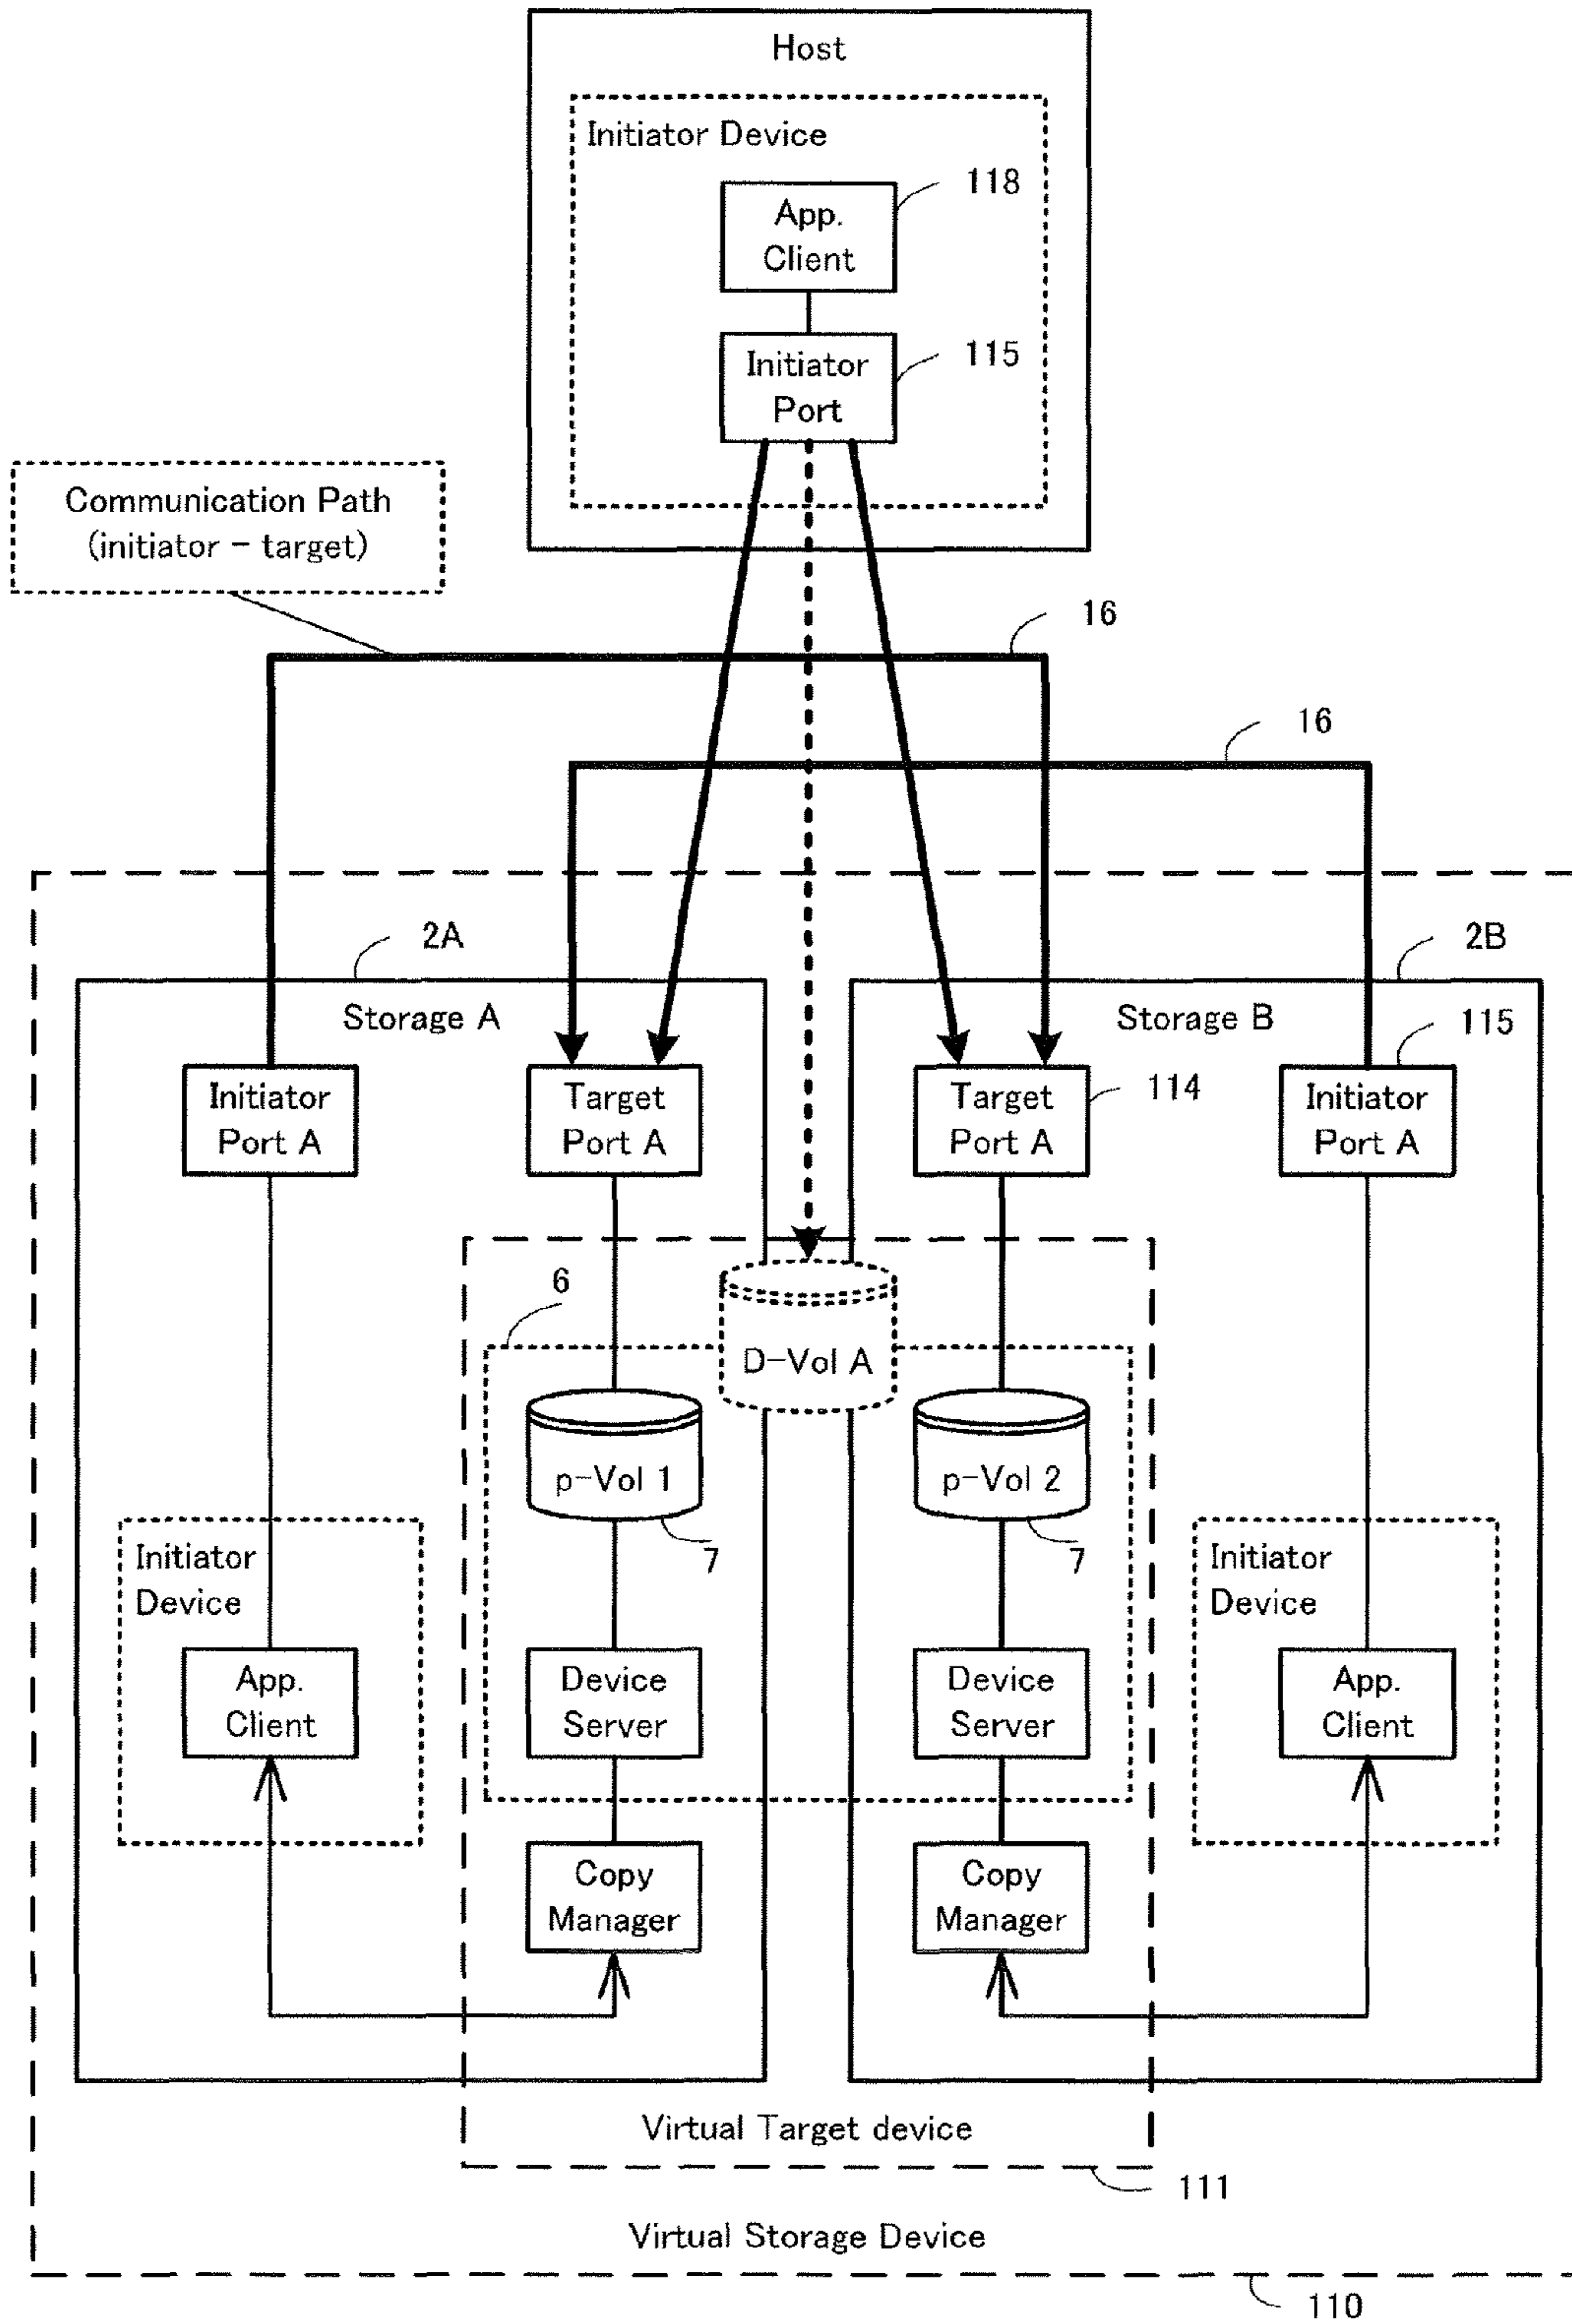 Host
Initiator Device
118
App.
Client
115
Initiator
Port
Communication Path
(initiator - target)
16
16
2A
2B
Storage A
Storage B
115
Initiator
Port A
Target
Port A
Target
Port A
114
Initiator
Port A
6
D-Vol A
p-Vol 1
p-Vol 2
7
7
Initiator
Device
Initiator
Device
App.
Client
Device
Server
Device
Server
App.
Client
Copy
Manager
Copy
Manager
Virtual Target device
111
Virtual Storage Device
110